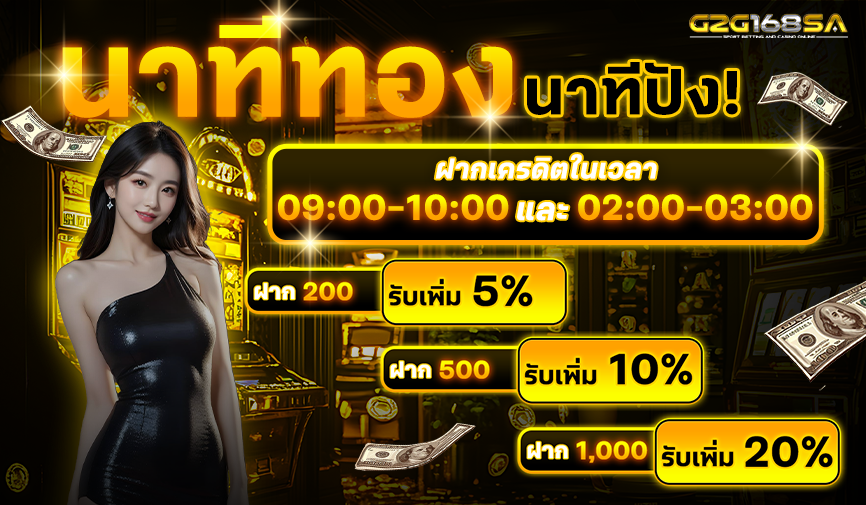 G2G168SA
SPORT BETTING AND CASINO ONLINE
นาทีทอง นาทีปัง!
ฝากเครดิตในเวลา
09:00-10:00 และ 02:00-03:00
ฝาก 200 รับเพิ่ม 5%
ฝาก 500 รับเพิ่ม 10%
ฝาก 1,000 รับเพิ่ม 20%